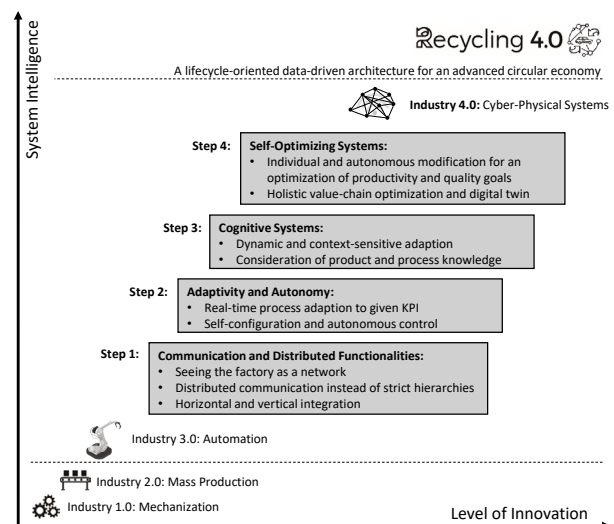 System Intelligence
Recycling 4.0
A lifecycle-oriented data-driven architecture for an advanced circular economy
Industry 4.0: Cyber-Physical Systems
Step 4:
Self-Optimizing Systems:
• Individual and autonomous modification for an
optimization of productivity and quality goals
• Holistic value-chain optimization and digital twin
Step 3:
Cognitive Systems:
• Dynamic and context-sensitive adaption
• Consideration of product and process knowledge
Step 2:
Adaptivity and Autonomy:
• Real-time process adaption to given KPI
• Self-configuration and autonomous control
Step 1:
Communication and Distributed Functionalities:
• Seeing the factory as a network
• Distributed communication instead of strict hierarchies
• Horizontal and vertical integration
Industry 3.0: Automation
Industry 2.0: Mass Production
Industry 1.0: Mechanization
Level of Innovation